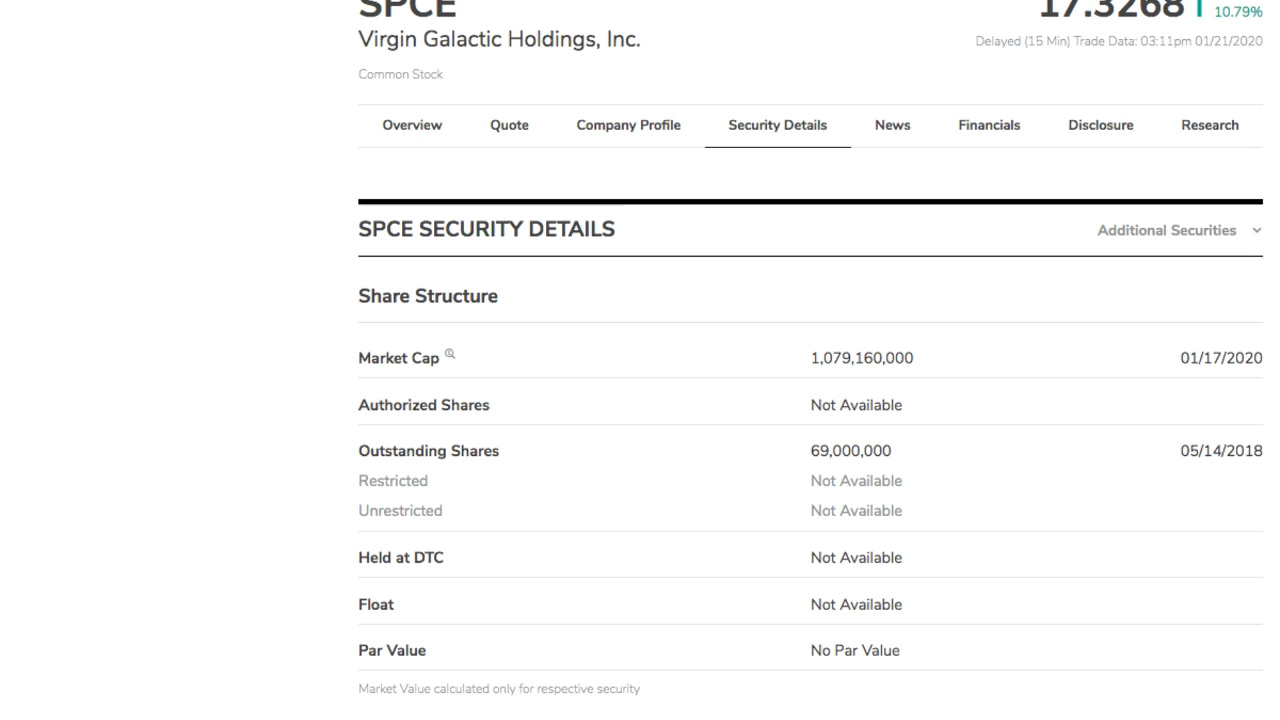 SPCE
17.3268 10.79%
Virgin Galactic Holdings, Inc.
Delayed (15 Min) Trade Data: 03:11pm 01/21/2020
Common Stock
Overview Quote Company Profile Security Details News Financials Disclosure Research
SPCE SECURITY DETAILS
Additional Securities
Share Structure
Market Cap 1,079,160,000 01/17/2020
Authorized Shares Not Available
Outstanding Shares 69,000,000 05/14/2018
Restricted Not Available
Unrestricted Not Available
Held at DTC Not Available
Float Not Available
Par Value No Par Value
Market Value calculated only for respective security